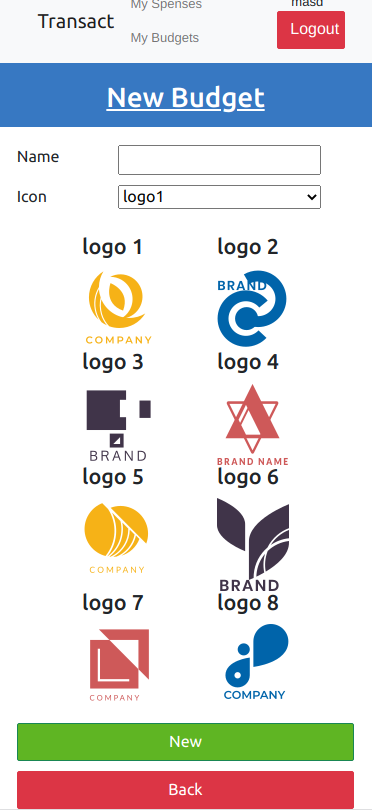 My Spenses
masd
Transact
My Budgets
Logout
New Budget
Name
Icon
logo1
logo 1
logo 2
COMPANY
BRAND
logo 3
logo 4
BRAND
BRAND NAME
logo 5
logo 6
COMPANY
BRAND
logo 7
logo 8
COMPANY
COMPANY
New
Back